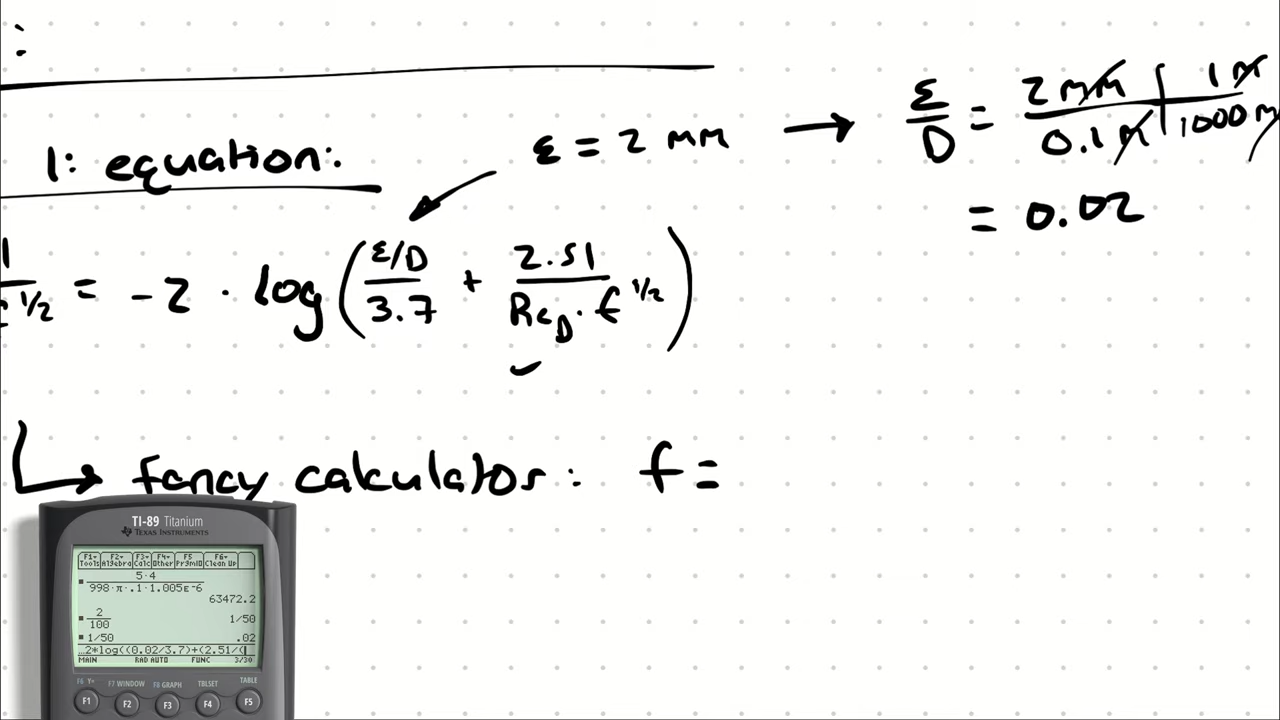 :
1: equation:
ε = 2 mm → ε/D = 2 mm / 0.1 m | 1 m / 1000 mm
= 0.02
1/f^1/2 = -2 · log( (ε/D)/3.7 + 2.51/(Re_D · f^1/2) )
↳ fancy calculator: f =
TI-89 Titanium
TEXAS INSTRUMENTS
F1▾ Tools F2▾ Algebra F3▾ Calc F4▾ Other F5 PrgmIO F6▾ Clean Up
5·4
998·π·.1·1.005E-6
63472.2
2/100 1/50
1/50 .02
…2*log((0.02/3.7)+(2.51/(
MAIN RAD AUTO FUNC 3/30
F6 Y= F7 WINDOW F8 GRAPH TBLSET TABLE
F1 F2 F3 F4 F5